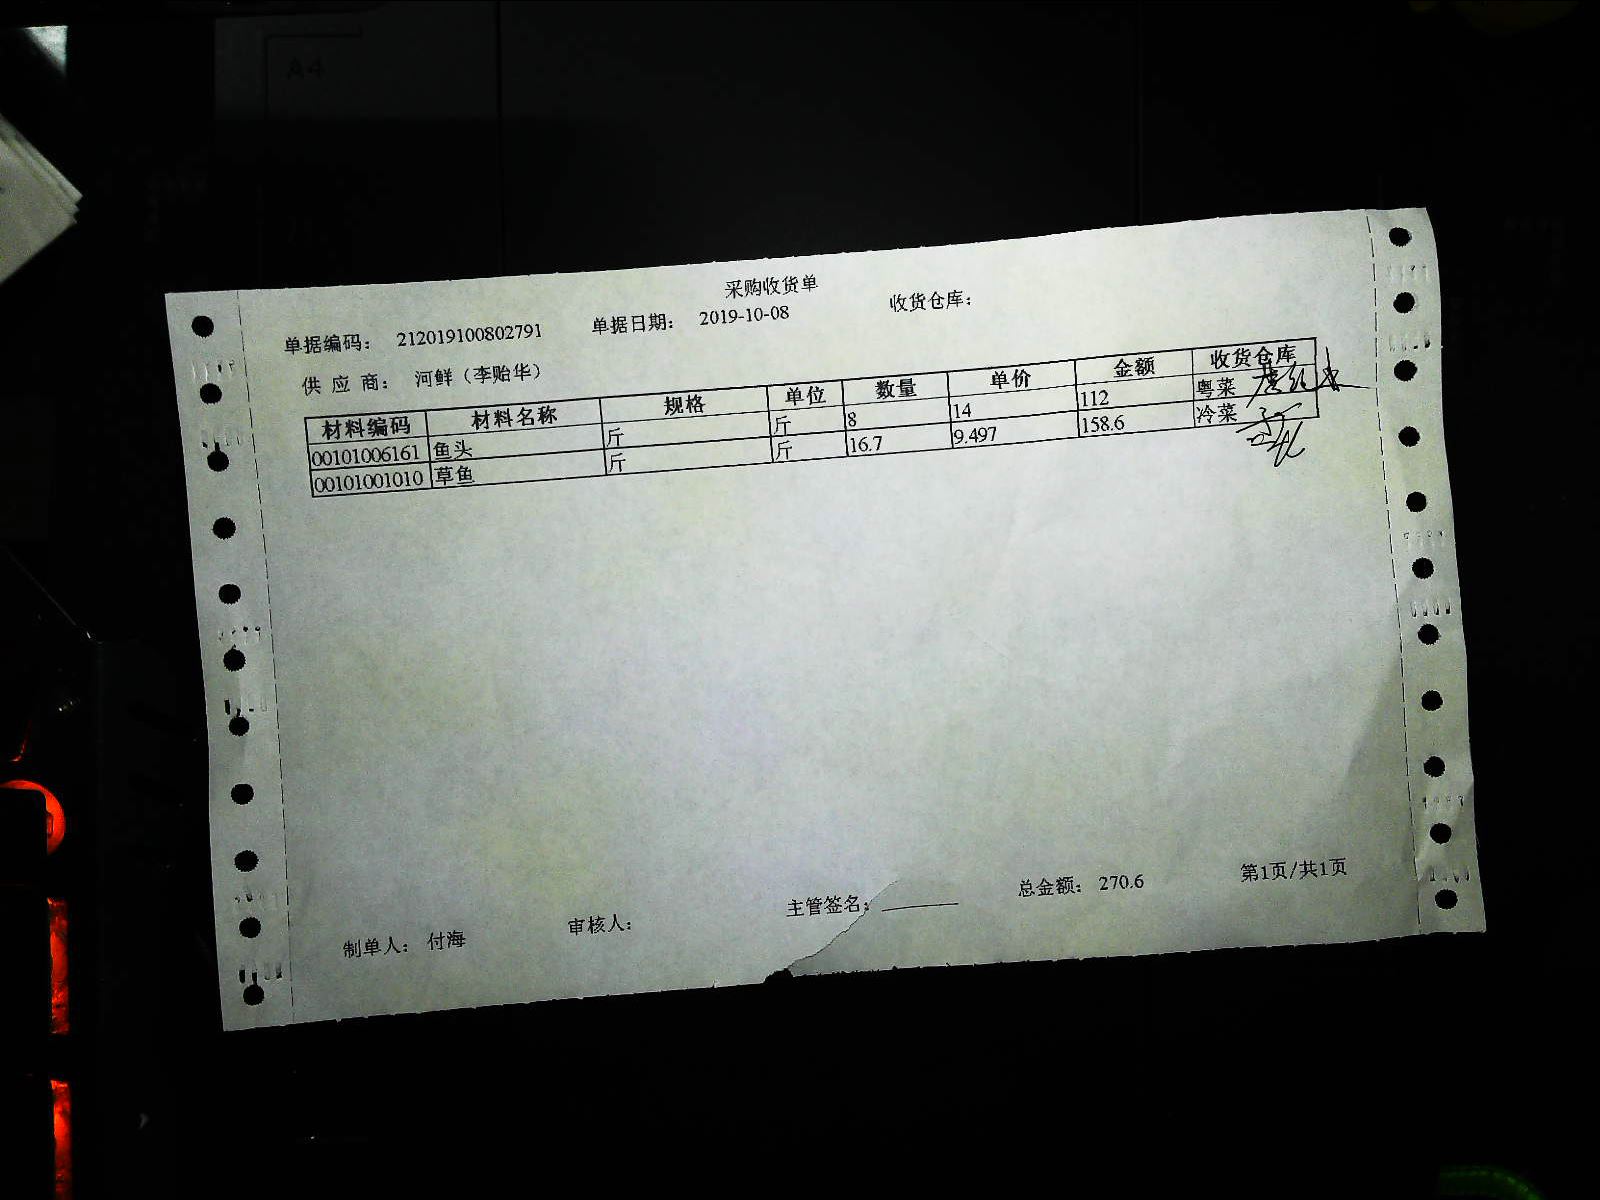 采购收货单
单据编码： 212019100802791 单据日期： 2019-10-08 收货仓库：
供 应 商： 河鲜（李贻华）
材料编码 材料名称 规格 单位 数量 单价 金额 收货仓库
00101006161 鱼头 斤 斤 8 14 112 粤菜
00101001010 草鱼 斤 斤 16.7 9.497 158.6 冷菜
制单人： 付海 审核人： 主管签名： 总金额： 270.6 第1页/共1页